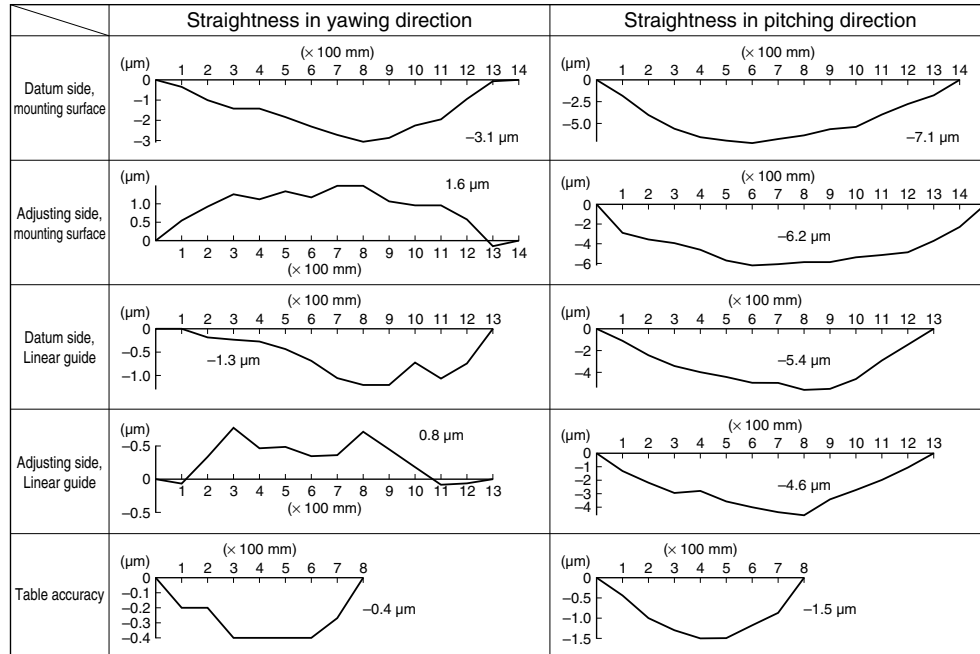 Straightness in yawing direction
Straightness in pitching direction
Datum side,
mounting surface
(µm)
(× 100 mm)
1 2 3 4 5 6 7 8 9 10 11 12 13 14
0
−1
−2
−3
−3.1 µm
(µm)
(× 100 mm)
1 2 3 4 5 6 7 8 9 10 11 12 13 14
0
−2.5
−5.0
−7.1 µm
Adjusting side,
mounting surface
(µm)
1.6 µm
1.0
0.5
0
1 2 3 4 5 6 7 8 9 10 11 12 13 14
(× 100 mm)
(µm)
(× 100 mm)
1 2 3 4 5 6 7 8 9 10 11 12 13 14
0
−2
−4
−6
−6.2 µm
Datum side,
Linear guide
(µm)
(× 100 mm)
1 2 3 4 5 6 7 8 9 10 11 12 13
0
−0.5
−1.0
−1.3 µm
(µm)
(× 100 mm)
1 2 3 4 5 6 7 8 9 10 11 12 13
0
−2
−4
−5.4 µm
Adjusting side,
Linear guide
(µm)
0.8 µm
−0.5
0
−0.5
1 2 3 4 5 6 7 8 9 10 11 12 13
(× 100 mm)
(µm)
(× 100 mm)
1 2 3 4 5 6 7 8 9 10 11 12 13
0
−1
−2
−3
−4
−4.6 µm
Table accuracy
(µm)
(× 100 mm)
1 2 3 4 5 6 7 8
0
−0.1
−0.2
−0.3
−0.4
−0.4 µm
(µm)
(× 100 mm)
1 2 3 4 5 6 7 8
0
−0.5
−1.0
−1.5
−1.5 µm